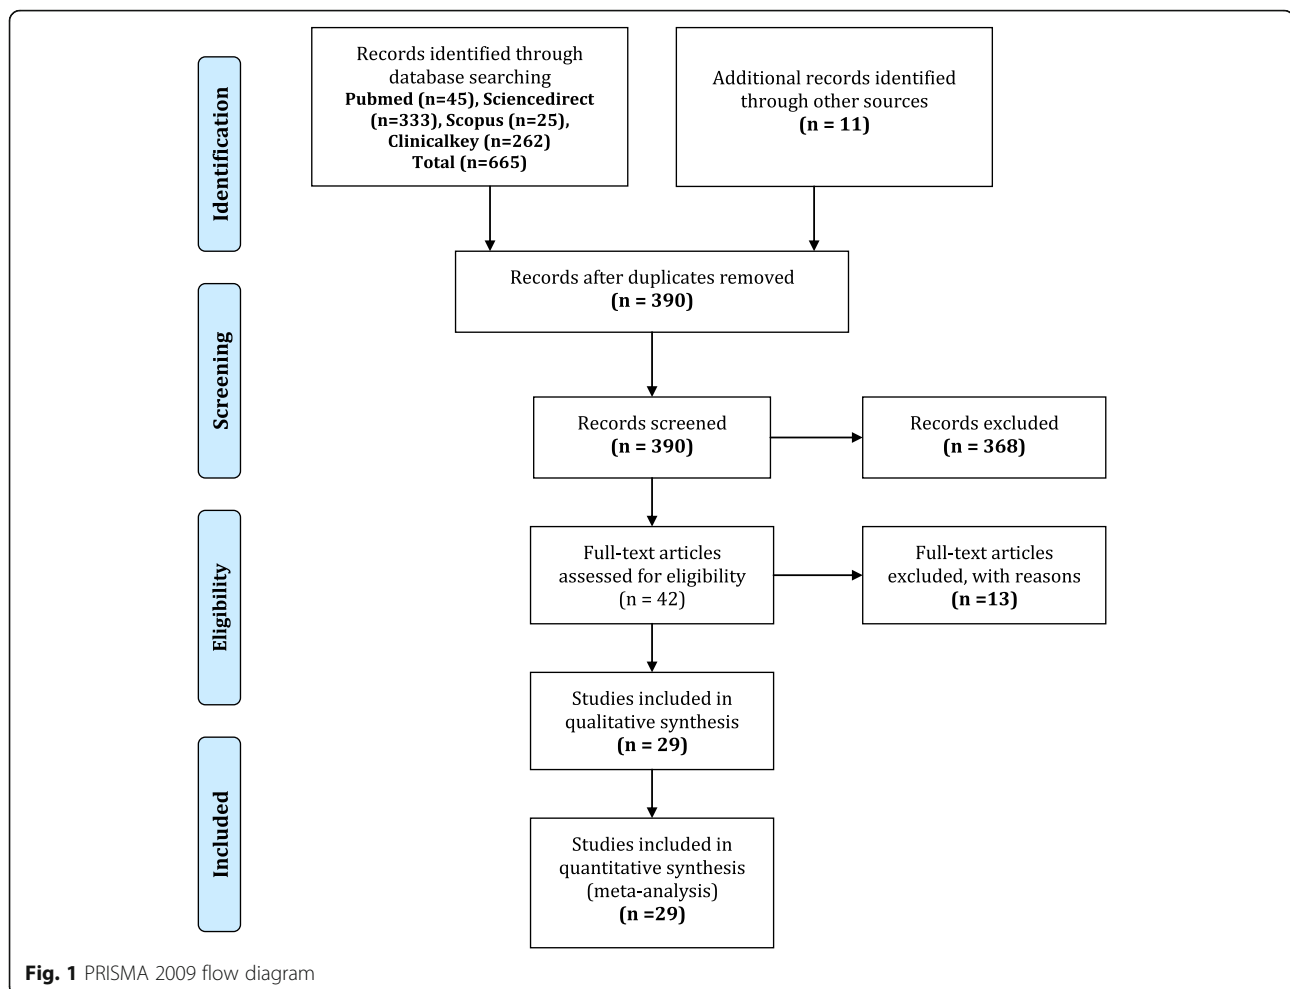 Identification
Records identified through
database searching
Pubmed (n=45), Sciencedirect
(n=333), Scopus (n=25),
Clinicalkey (n=262)
Total (n=665)
Additional records identified
through other sources
(n = 11)
Screening
Records after duplicates removed
(n = 390)
Records screened
(n = 390)
Records excluded
(n = 368)
Eligibility
Full-text articles
assessed for eligibility
(n = 42)
Full-text articles
excluded, with reasons
(n =13)
Studies included in
qualitative synthesis
(n = 29)
Included
Studies included in
quantitative synthesis
(meta-analysis)
(n =29)
Fig. 1 PRISMA 2009 flow diagram